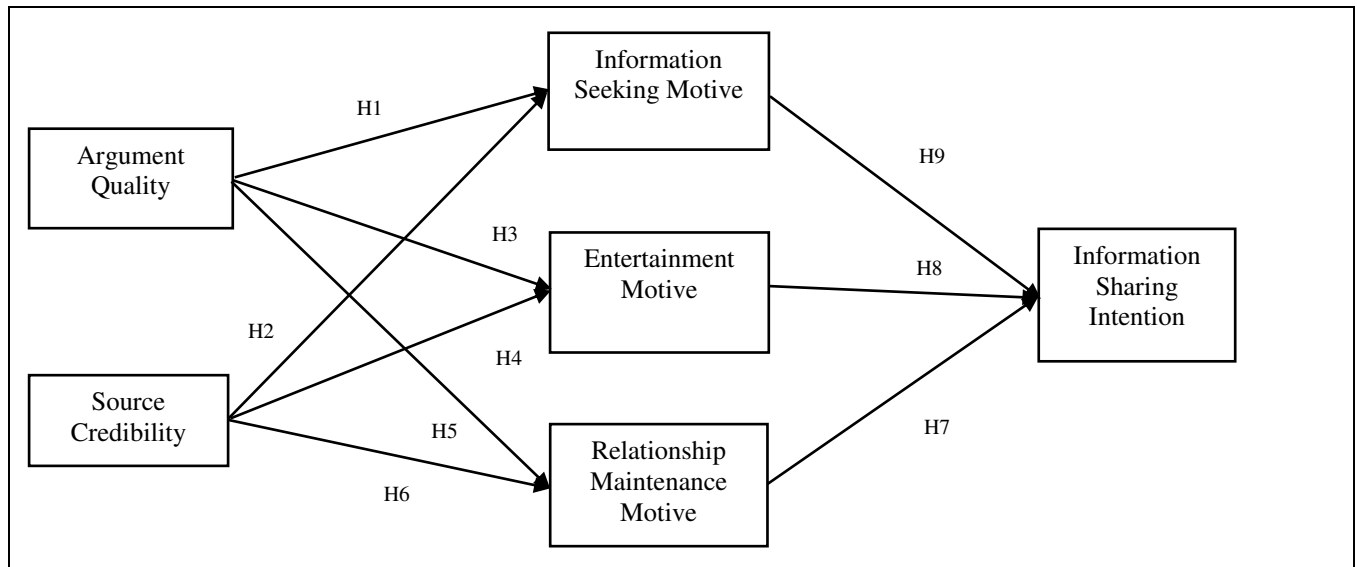 Information
Seeking Motive
H1
Argument
Quality
H9
H3
Entertainment
Motive
H8
Information
Sharing
Intention
H2
H4
Source
Credibility
H5
H6
Relationship
Maintenance
Motive
H7